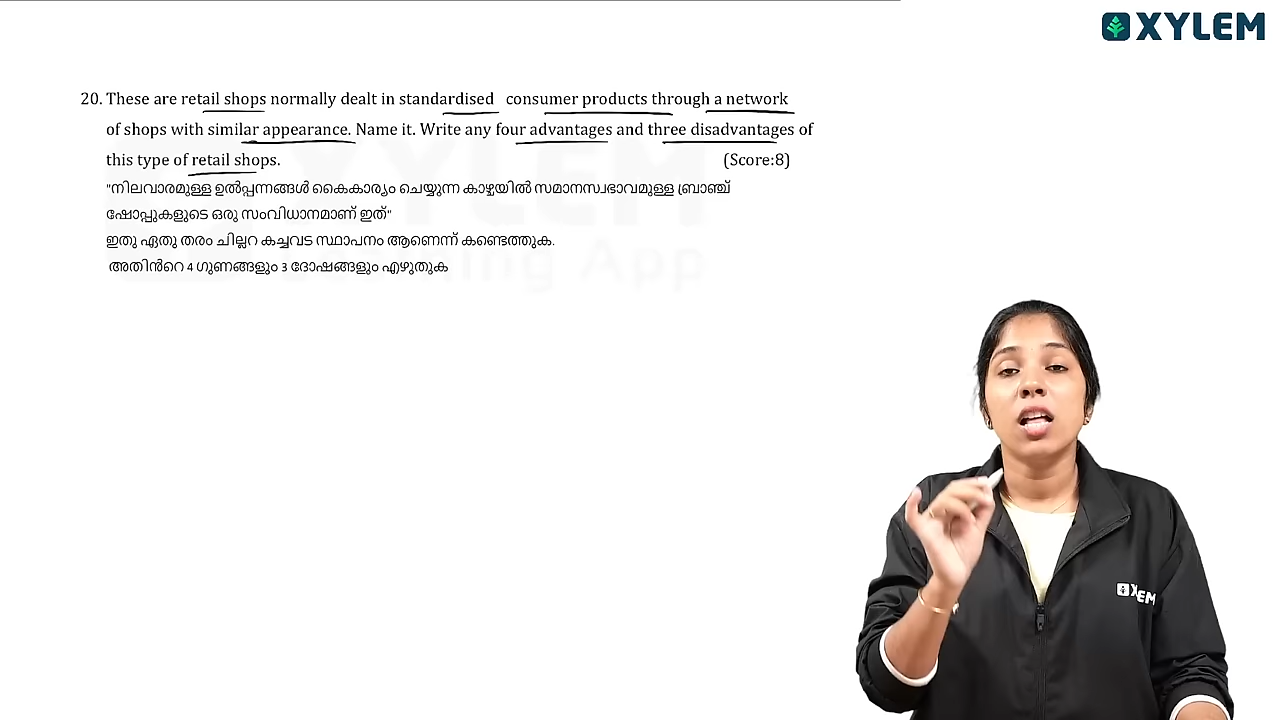 XYLEM
20. These are retail shops normally dealt in standardised consumer products through a network
of shops with similar appearance. Name it. Write any four advantages and three disadvantages of
this type of retail shops. (Score:8)
"നിലവാരമുള്ള ഉൽപ്പന്നങ്ങൾ കൈകാര്യം ചെയ്യുന്ന കാഴ്ചയിൽ സമാനസ്വഭാവമുള്ള ബ്രാഞ്ച്
ഷോപ്പുകളുടെ ഒരു സംവിധാനമാണ് ഇത്"
ഇതു ഏതു തരം ചില്ലറ കച്ചവട സ്ഥാപനം ആണെന്ന് കണ്ടെത്തുക.
അതിൻറെ 4 ഗുണങ്ങളും 3 ദോഷങ്ങളും എഴുതുക
XYLEM
Learning App